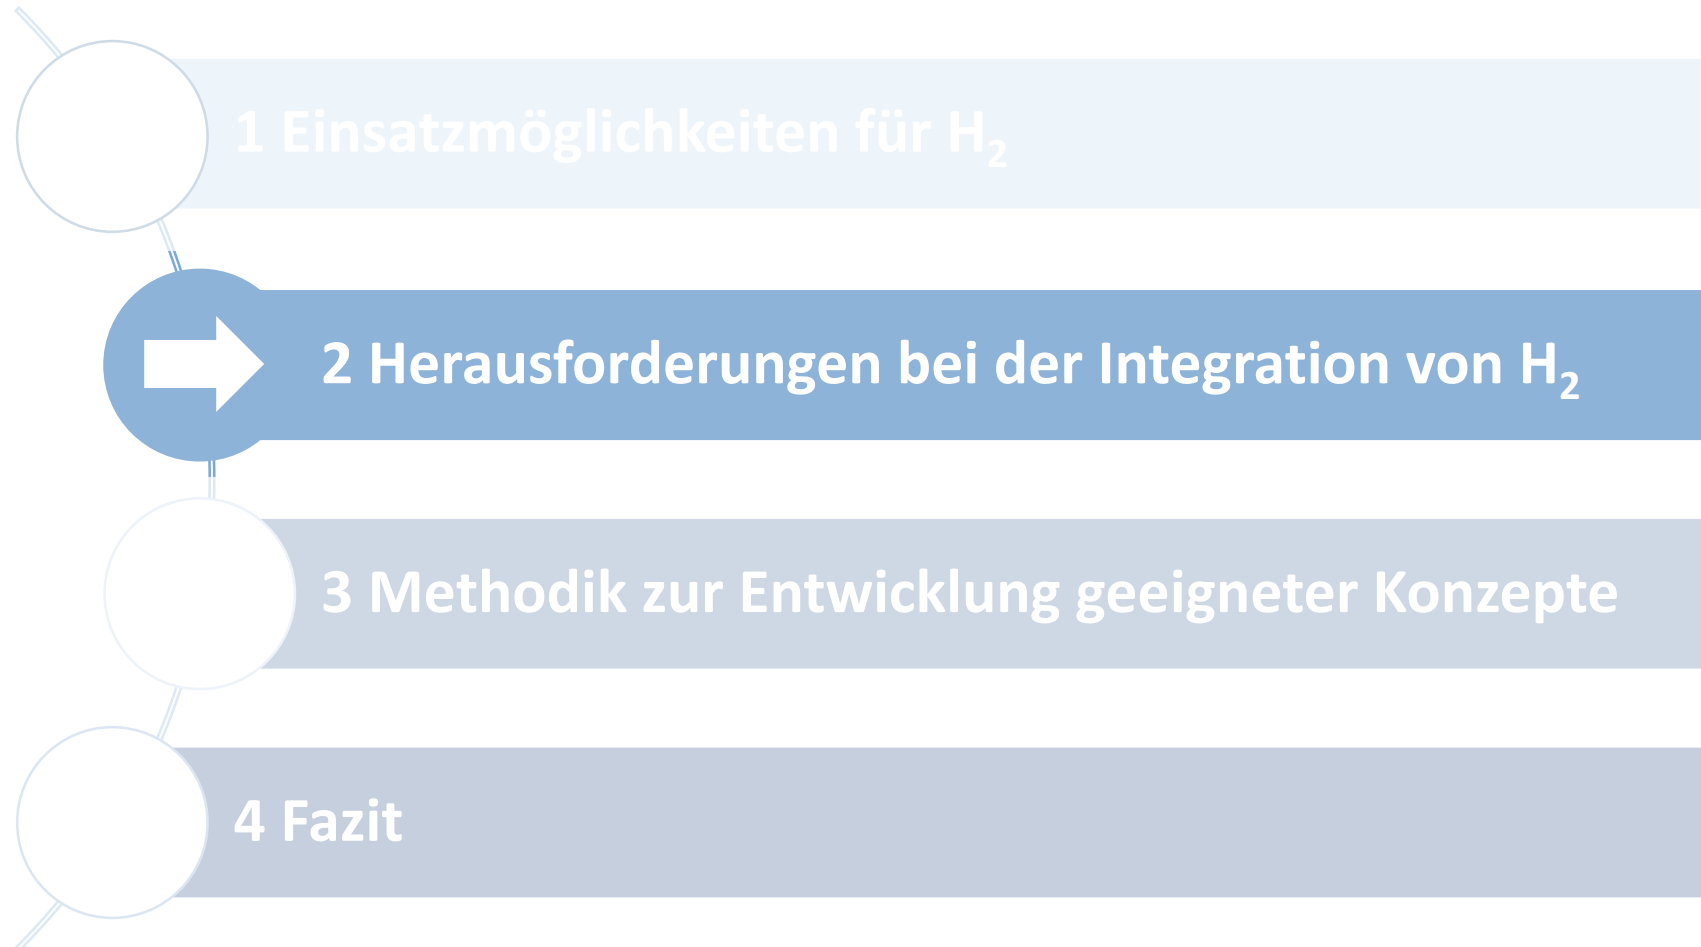 1 Einsatzmöglichkeiten für H₂
2 Herausforderungen bei der Integration von H₂
3 Methodik zur Entwicklung geeigneter Konzepte
4 Fazit